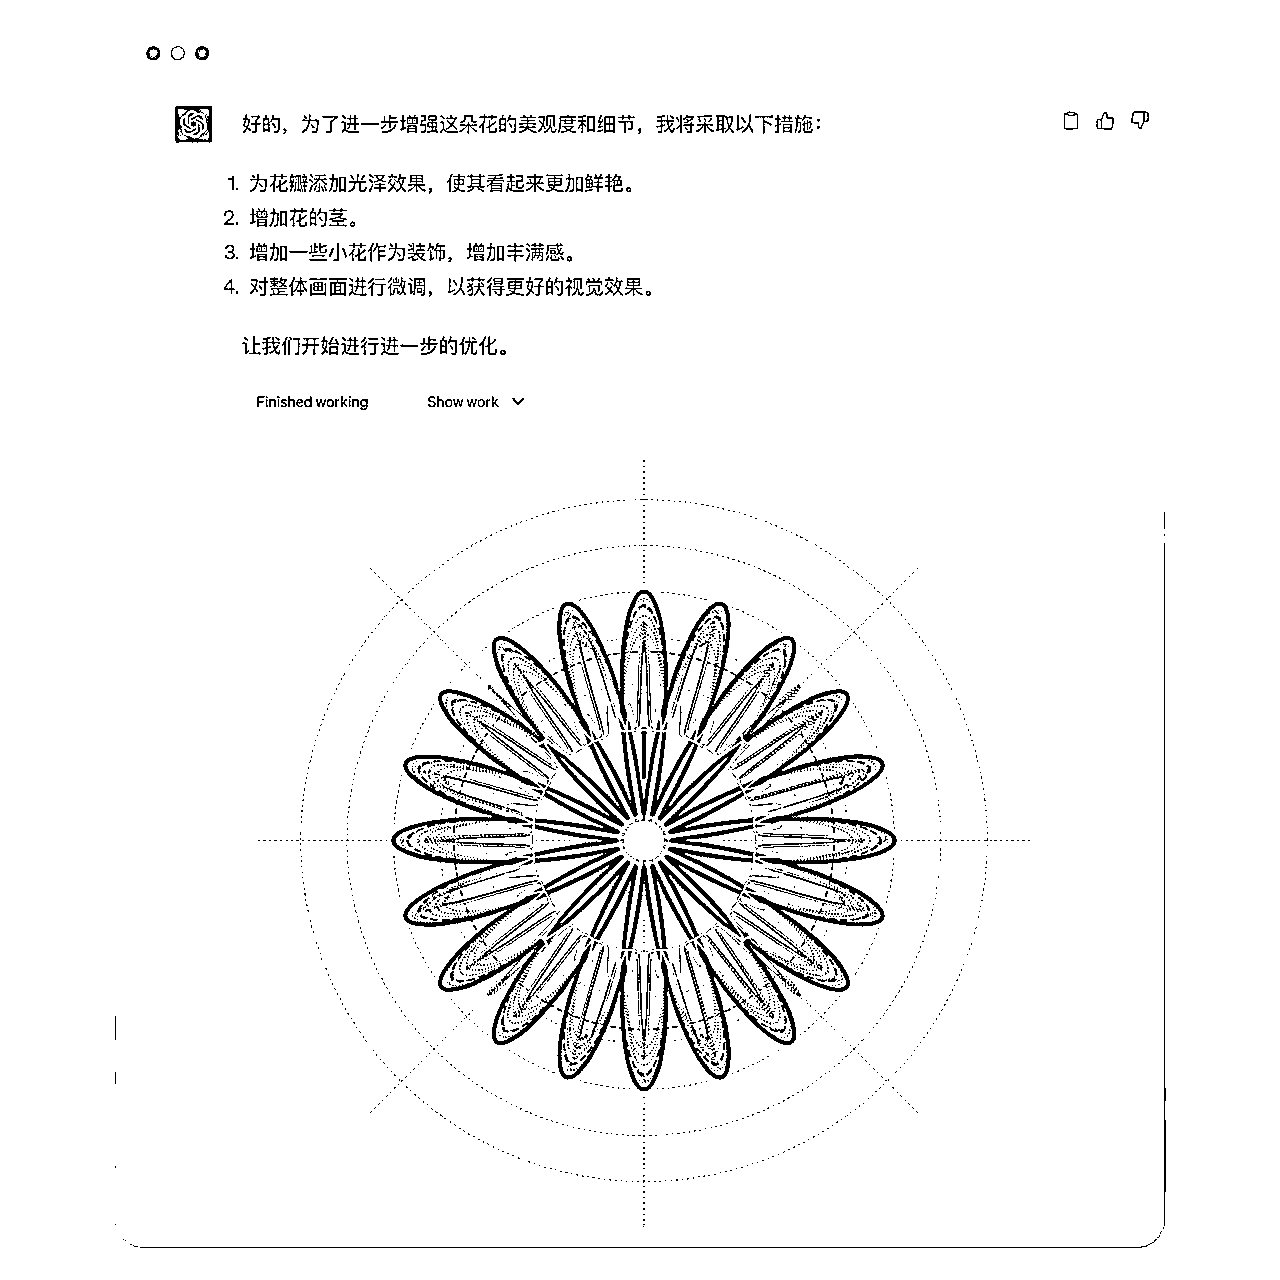 好的，为了进一步增强这朵花的美观度和细节，我将采取以下措施：
1. 为花瓣添加光泽效果，使其看起来更加鲜艳。
2. 增加花的茎。
3. 增加一些小花作为装饰，增加丰满感。
4. 对整体画面进行微调，以获得更好的视觉效果。
让我们开始进行进一步的优化。
Finished working Show work